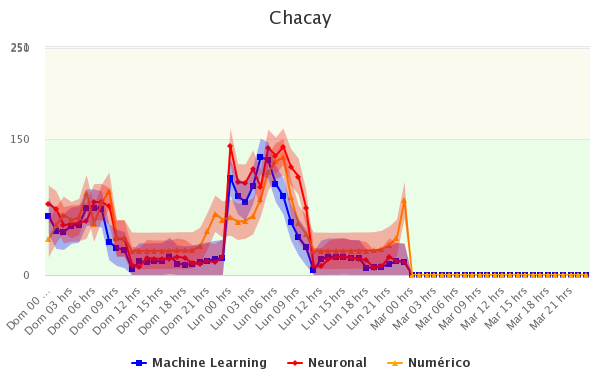 Chacay
250
150
0
Dom 00 ...
Dom 03 hrs
Dom 06 hrs
Dom 09 hrs
Dom 12 hrs
Dom 15 hrs
Dom 18 hrs
Dom 21 hrs
Lun 00 hrs
Lun 03 hrs
Lun 06 hrs
Lun 09 hrs
Lun 12 hrs
Lun 15 hrs
Lun 18 hrs
Lun 21 hrs
Mar 00 hrs
Mar 03 hrs
Mar 06 hrs
Mar 09 hrs
Mar 12 hrs
Mar 15 hrs
Mar 18 hrs
Mar 21 hrs
Machine Learning Neuronal Numérico